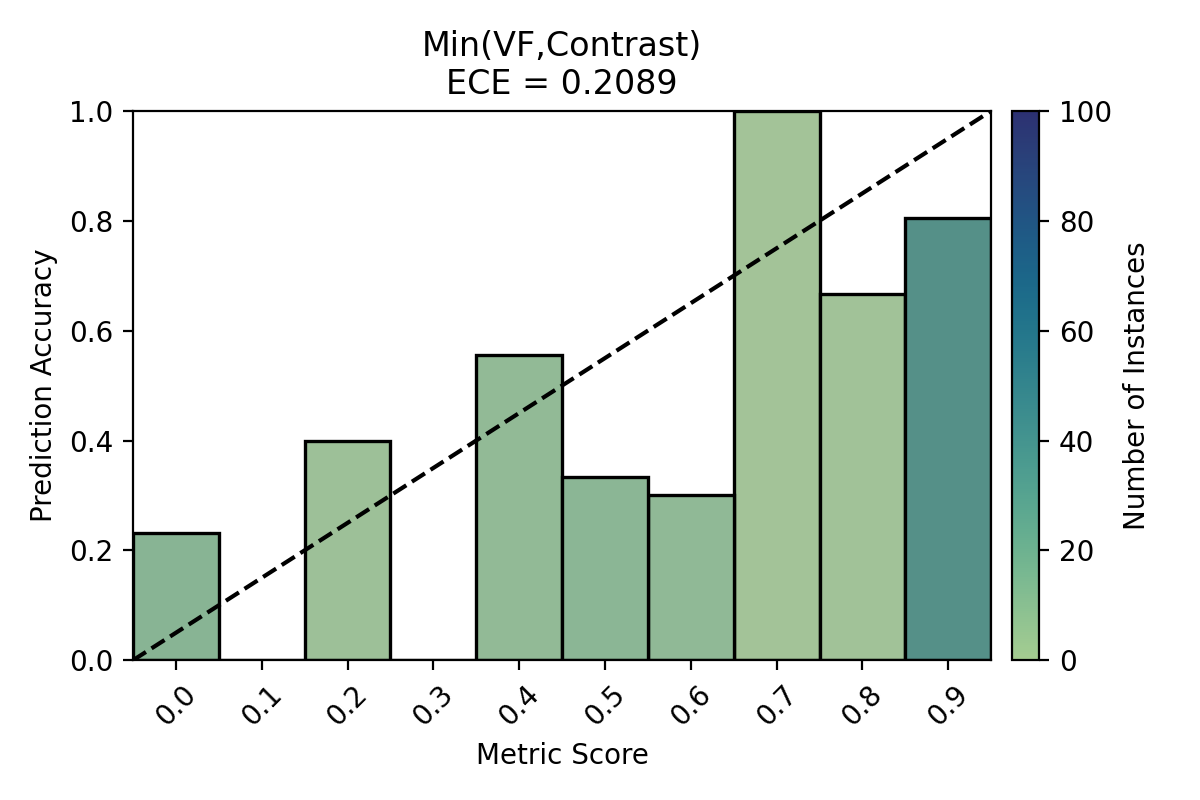 Min(VF,Contrast)
ECE = 0.2089
Prediction Accuracy
1.0
0.8
0.6
0.4
0.2
0.0
0.0 0.1 0.2 0.3 0.4 0.5 0.6 0.7 0.8 0.9
Metric Score
100
80
60
40
20
0
Number of Instances